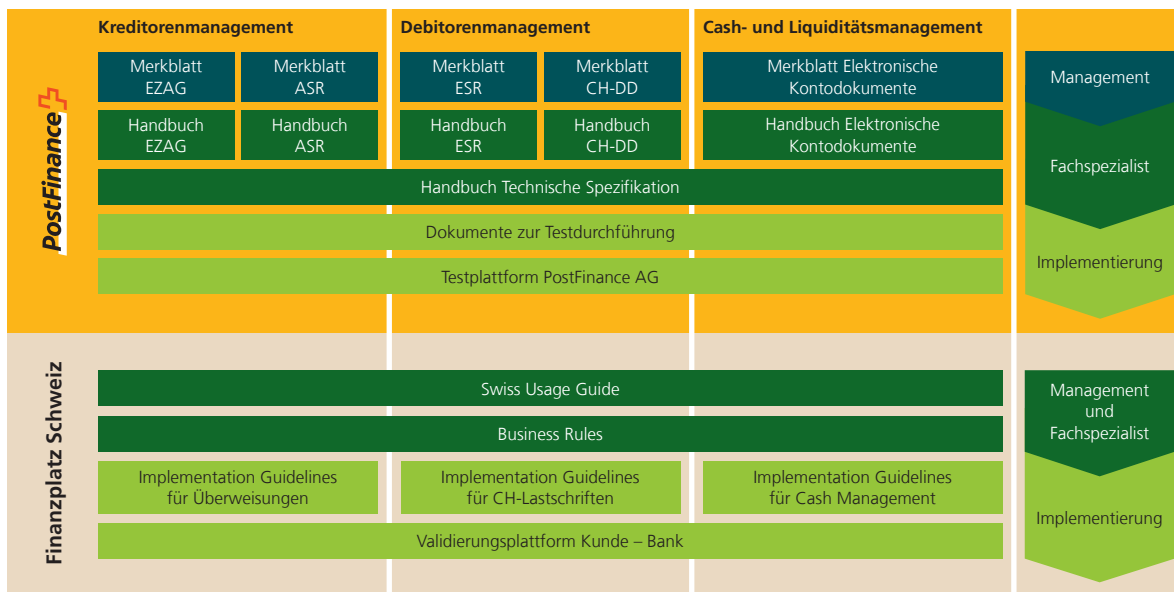 Kreditorenmanagement
Debitorenmanagement
Cash- und Liquiditätsmanagement
PostFinance
Merkblatt
EZAG
Merkblatt
ASR
Merkblatt
ESR
Merkblatt
CH-DD
Merkblatt Elektronische
Kontodokumente
Management
Handbuch
EZAG
Handbuch
ASR
Handbuch
ESR
Handbuch
CH-DD
Handbuch Elektronische
Kontodokumente
Fachspezialist
Handbuch Technische Spezifikation
Dokumente zur Testdurchführung
Testplattform PostFinance AG
Implementierung
Finanzplatz Schweiz
Swiss Usage Guide
Business Rules
Management
und
Fachspezialist
Implementation Guidelines
für Überweisungen
Implementation Guidelines
für CH-Lastschriften
Implementation Guidelines
für Cash Management
Validierungsplattform Kunde – Bank
Implementierung